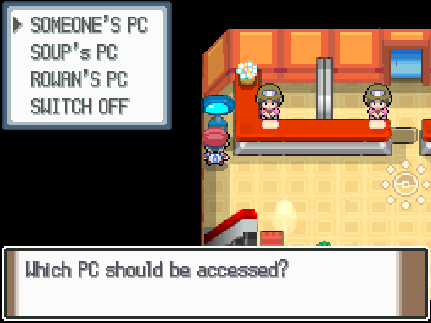 SOMEONE'S PC
SOUP's PC
ROWAN'S PC
SWITCH OFF
Which PC should be accessed?